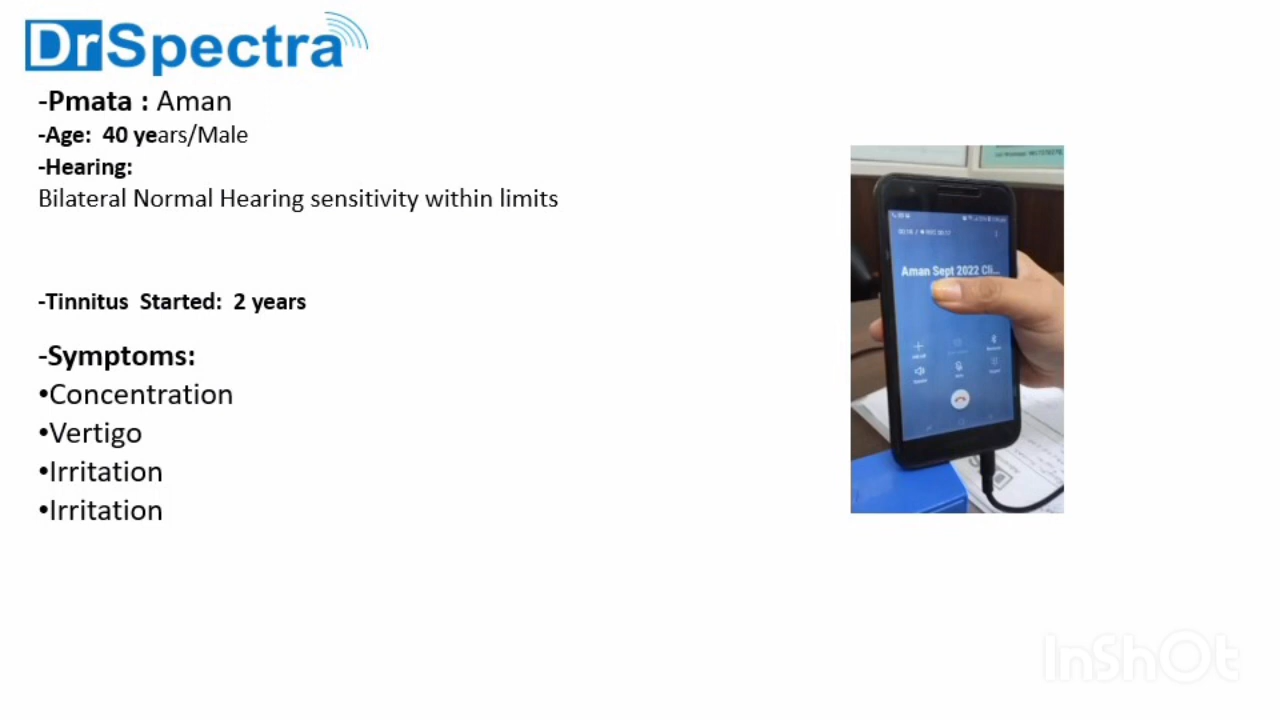 DrSpectra
-Pmata : Aman
-Age: 40 years/Male
-Hearing:
Bilateral Normal Hearing sensitivity within limits
-Tinnitus Started: 2 years
-Symptoms:
•Concentration
•Vertigo
•Irritation
•Irritation
Aman Sept 2022 Cli...
InShOt